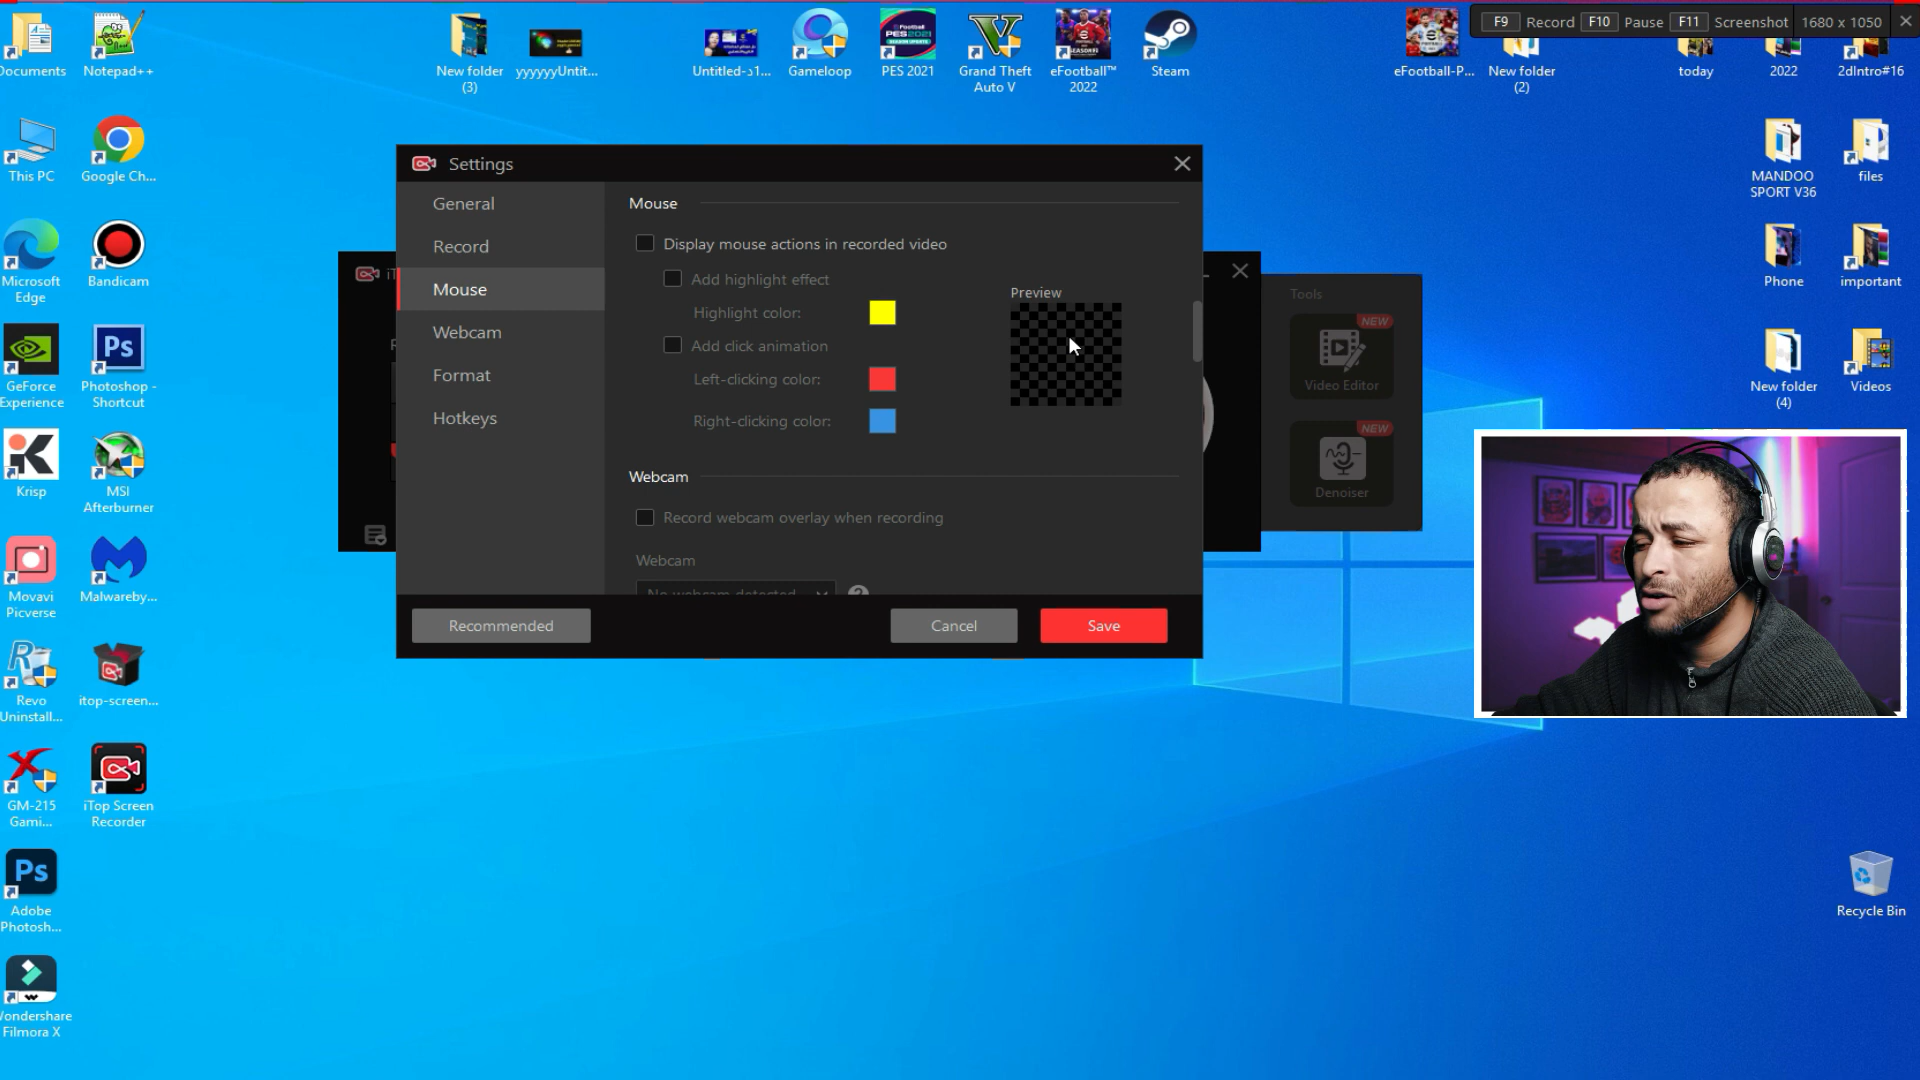 F9 Record F10 Pause F11 Screenshot 1680 x 1050
Documents
Notepad++
New folder
(3)
yyyyyyUntit...
Gameloop
PES 2021
Grand Theft
Auto V
eFootball™
2022
Steam
eFootball-P...
New folder
(2)
today
2022
2dIntro#16
This PC
Google Ch...
MANDOO
SPORT V36
files
Microsoft
Edge
Bandicam
Phone
important
GeForce
Experience
Photoshop -
Shortcut
New folder
(4)
Videos
Krisp
MSI
Afterburner
Movavi
Picverse
Malwareby...
Revo
Uninstall...
itop-screen...
GM-215
Gami...
iTop Screen
Recorder
Adobe
Photosh...
Wondershare
Filmora X
Recycle Bin
Settings
General
Record
Mouse
Webcam
Format
Hotkeys
Mouse
Display mouse actions in recorded video
Add highlight effect
Highlight color:
Add click animation
Left-clicking color:
Right-clicking color:
Preview
Webcam
Record webcam overlay when recording
Webcam
No webcam detected
Recommended
Cancel
Save
Tools
NEW
Video Editor
NEW
Denoiser